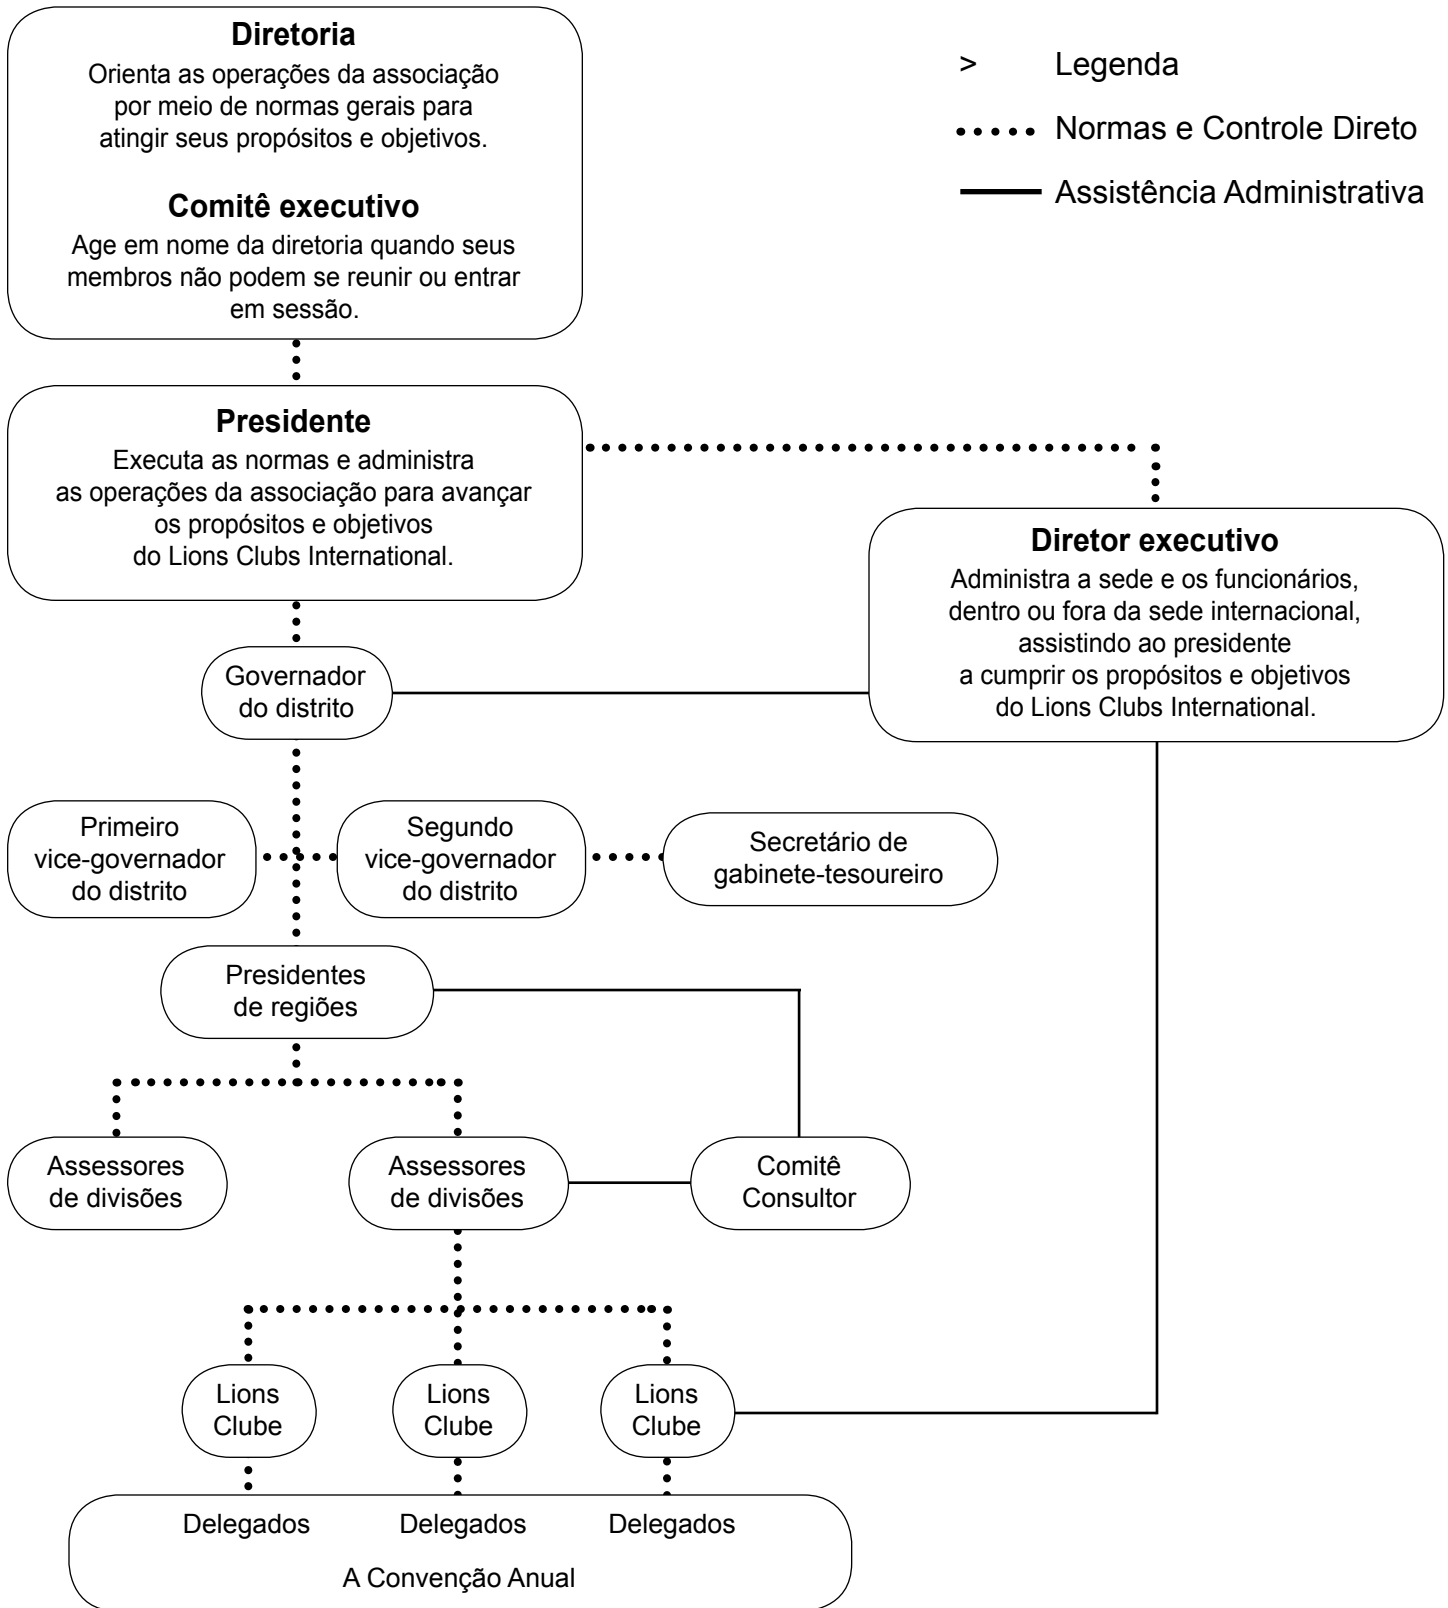 Diretoria
Orienta as operações da associação
por meio de normas gerais para
atingir seus propósitos e objetivos.
Comitê executivo
Age em nome da diretoria quando seus
membros não podem se reunir ou entrar
em sessão.
> Legenda
Normas e Controle Direto
Assistência Administrativa
Presidente
Executa as normas e administra
as operações da associação para avançar
os propósitos e objetivos
do Lions Clubs International.
Diretor executivo
Administra a sede e os funcionários,
dentro ou fora da sede internacional,
assistindo ao presidente
a cumprir os propósitos e objetivos
do Lions Clubs International.
Governador
do distrito
Primeiro
vice-governador
do distrito
Segundo
vice-governador
do distrito
Secretário de
gabinete-tesoureiro
Presidentes
de regiões
Assessores
de divisões
Assessores
de divisões
Comitê
Consultor
Lions
Clube
Lions
Clube
Lions
Clube
Delegados
Delegados
Delegados
A Convenção Anual